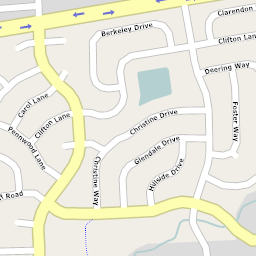 Clarendon
Berkeley Drive
Clifton Lan
Deering Way
Carol Lane
Clifton Lane
Christine Drive
Foster Way
Pennwood Lane
Glendale Drive
Hillside Drive
Christine Way
Road